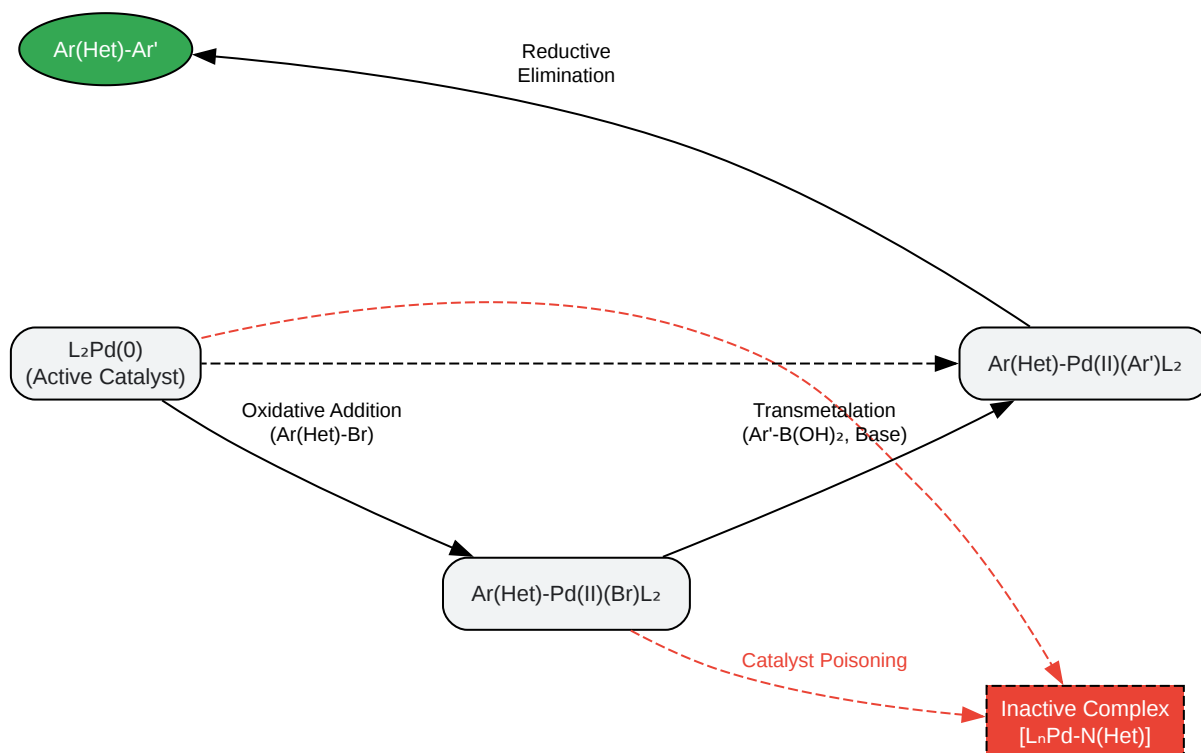 Ar(Het)-Ar'
Reductive
Elimination
L₂Pd(0)
(Active Catalyst)
Ar(Het)-Pd(II)(Ar')L₂
Oxidative Addition
(Ar(Het)-Br)
Transmetalation
(Ar'-B(OH)₂, Base)
Ar(Het)-Pd(II)(Br)L₂
Catalyst Poisoning
Inactive Complex
[LₙPd-N(Het)]